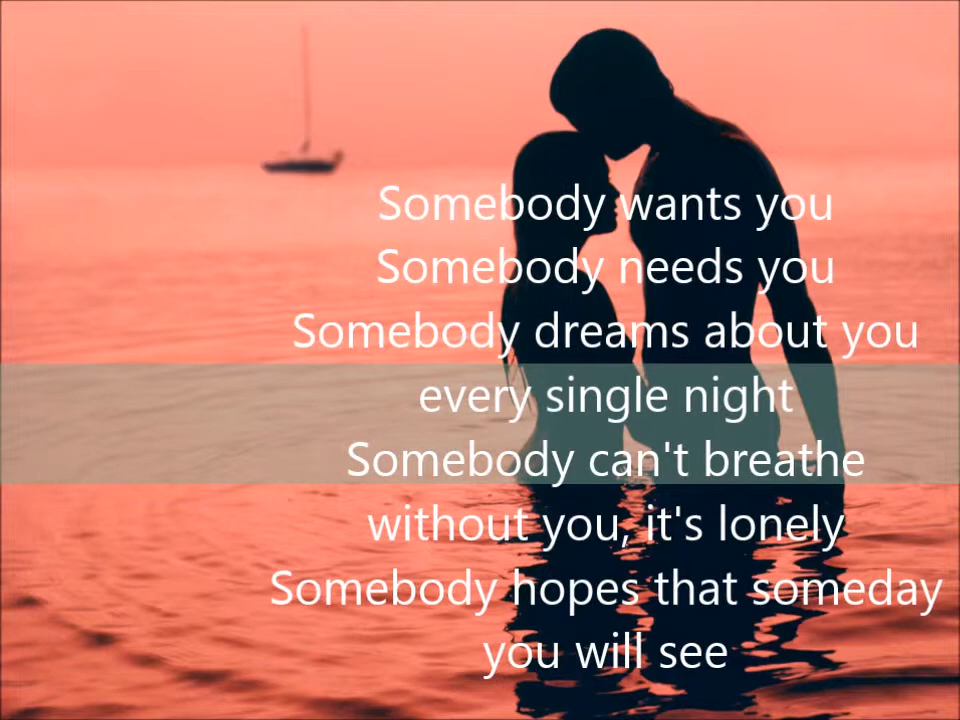 Somebody wants you
Somebody needs you
Somebody dreams about you
every single night
Somebody can't breathe
without you, it's lonely
Somebody hopes that someday
you will see